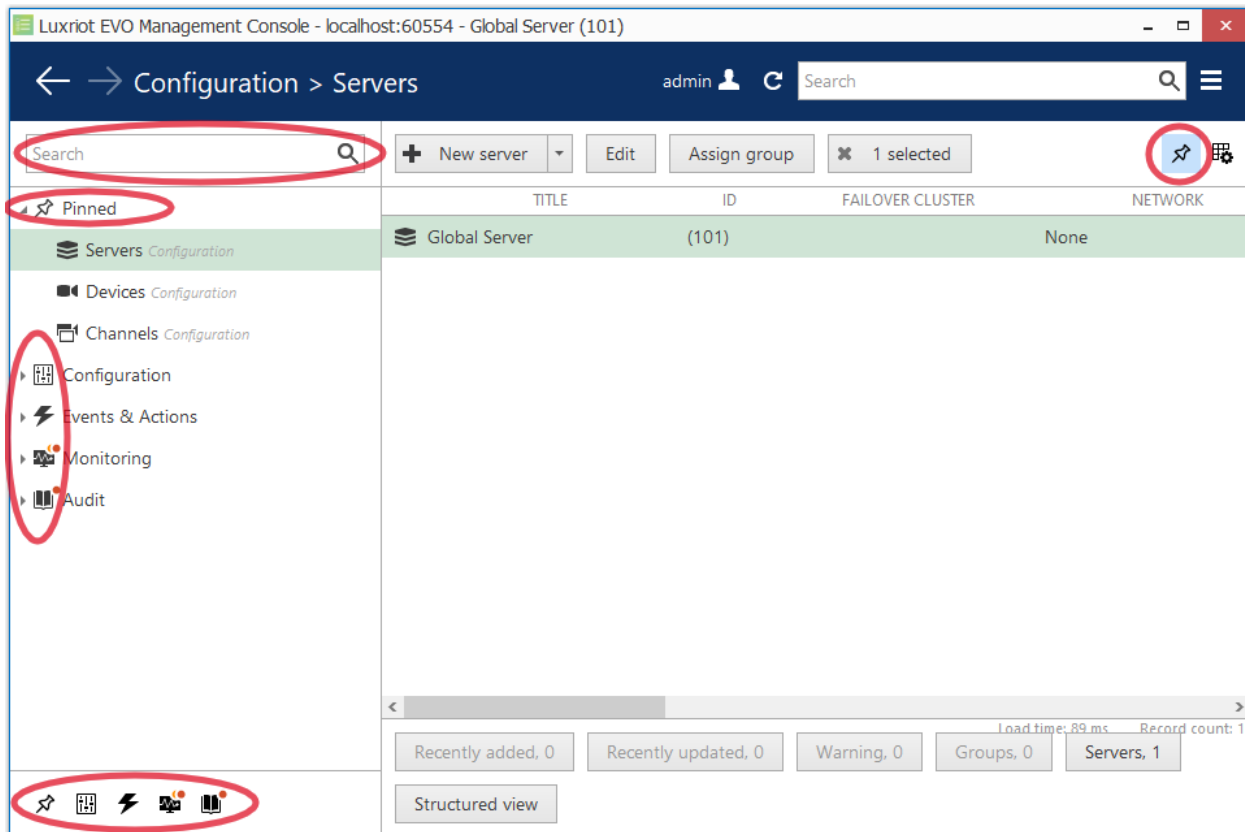 Luxriot EVO Management Console - localhost:60554 - Global Server (101)
Configuration > Servers
admin
Search
Search
New server
Edit
Assign group
1 selected
Pinned
TITLE ID FAILOVER CLUSTER NETWORK
Servers Configuration
Global Server (101) None
Devices Configuration
Channels Configuration
Configuration
Events & Actions
Monitoring
Audit
Load time: 89 ms Record count: 1
Recently added, 0
Recently updated, 0
Warning, 0
Groups, 0
Servers, 1
Structured view